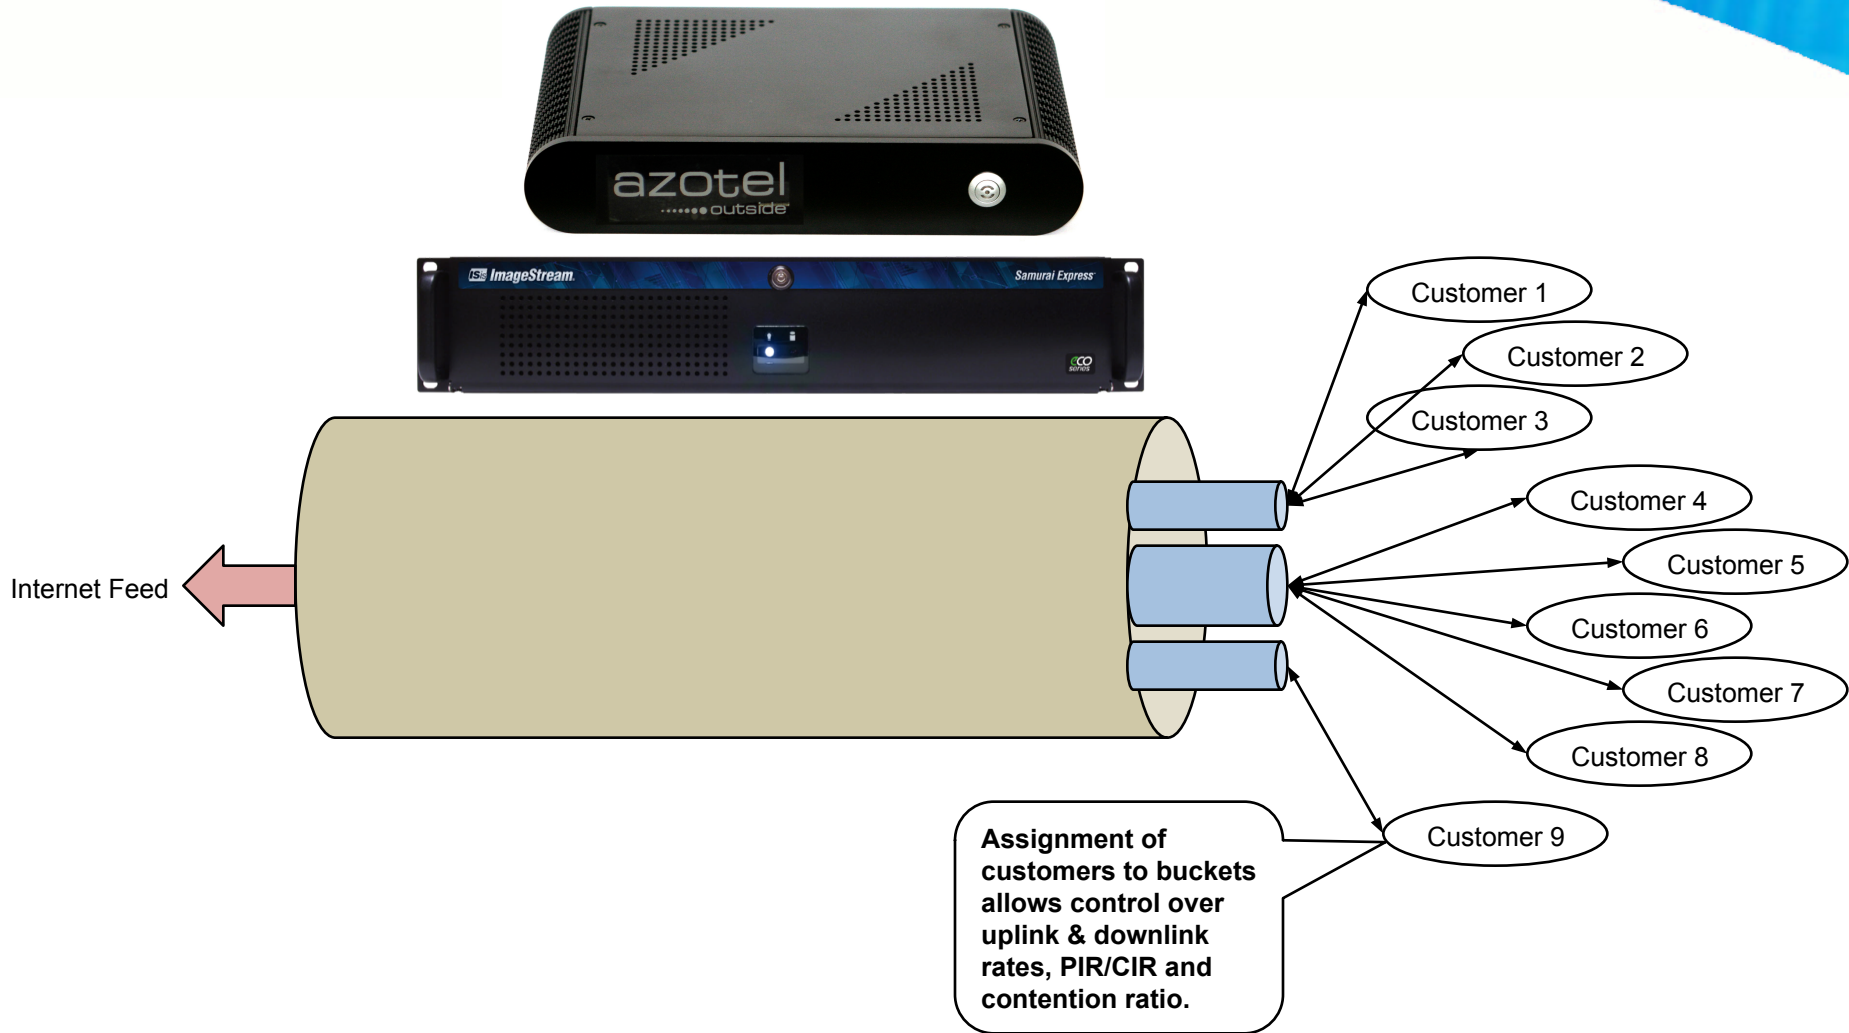 azotel
outside
ImageStream
Samurai Express
eco
series
Customer 1
Customer 2
Customer 3
Customer 4
Customer 5
Internet Feed
Customer 6
Customer 7
Customer 8
Customer 9
Assignment of
customers to buckets
allows control over
uplink & downlink
rates, PIR/CIR and
contention ratio.